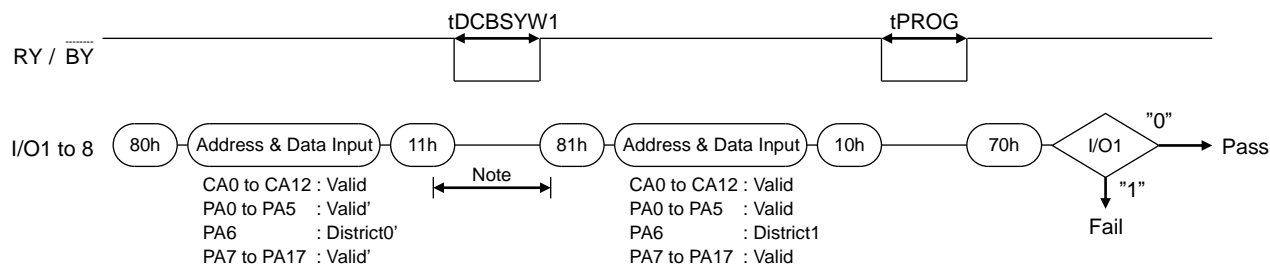 tDCBSYW1
tPROG
RY / BY
I/O1 to 8
80h
Address & Data Input
11h
81h
Address & Data Input
10h
70h
I/O1
"0"
Pass
"1"
Fail
Note
CA0 to CA12 : Valid
PA0 to PA5 : Valid'
PA6 : District0'
PA7 to PA17 : Valid'
CA0 to CA12 : Valid
PA0 to PA5 : Valid
PA6 : District1
PA7 to PA17 : Valid